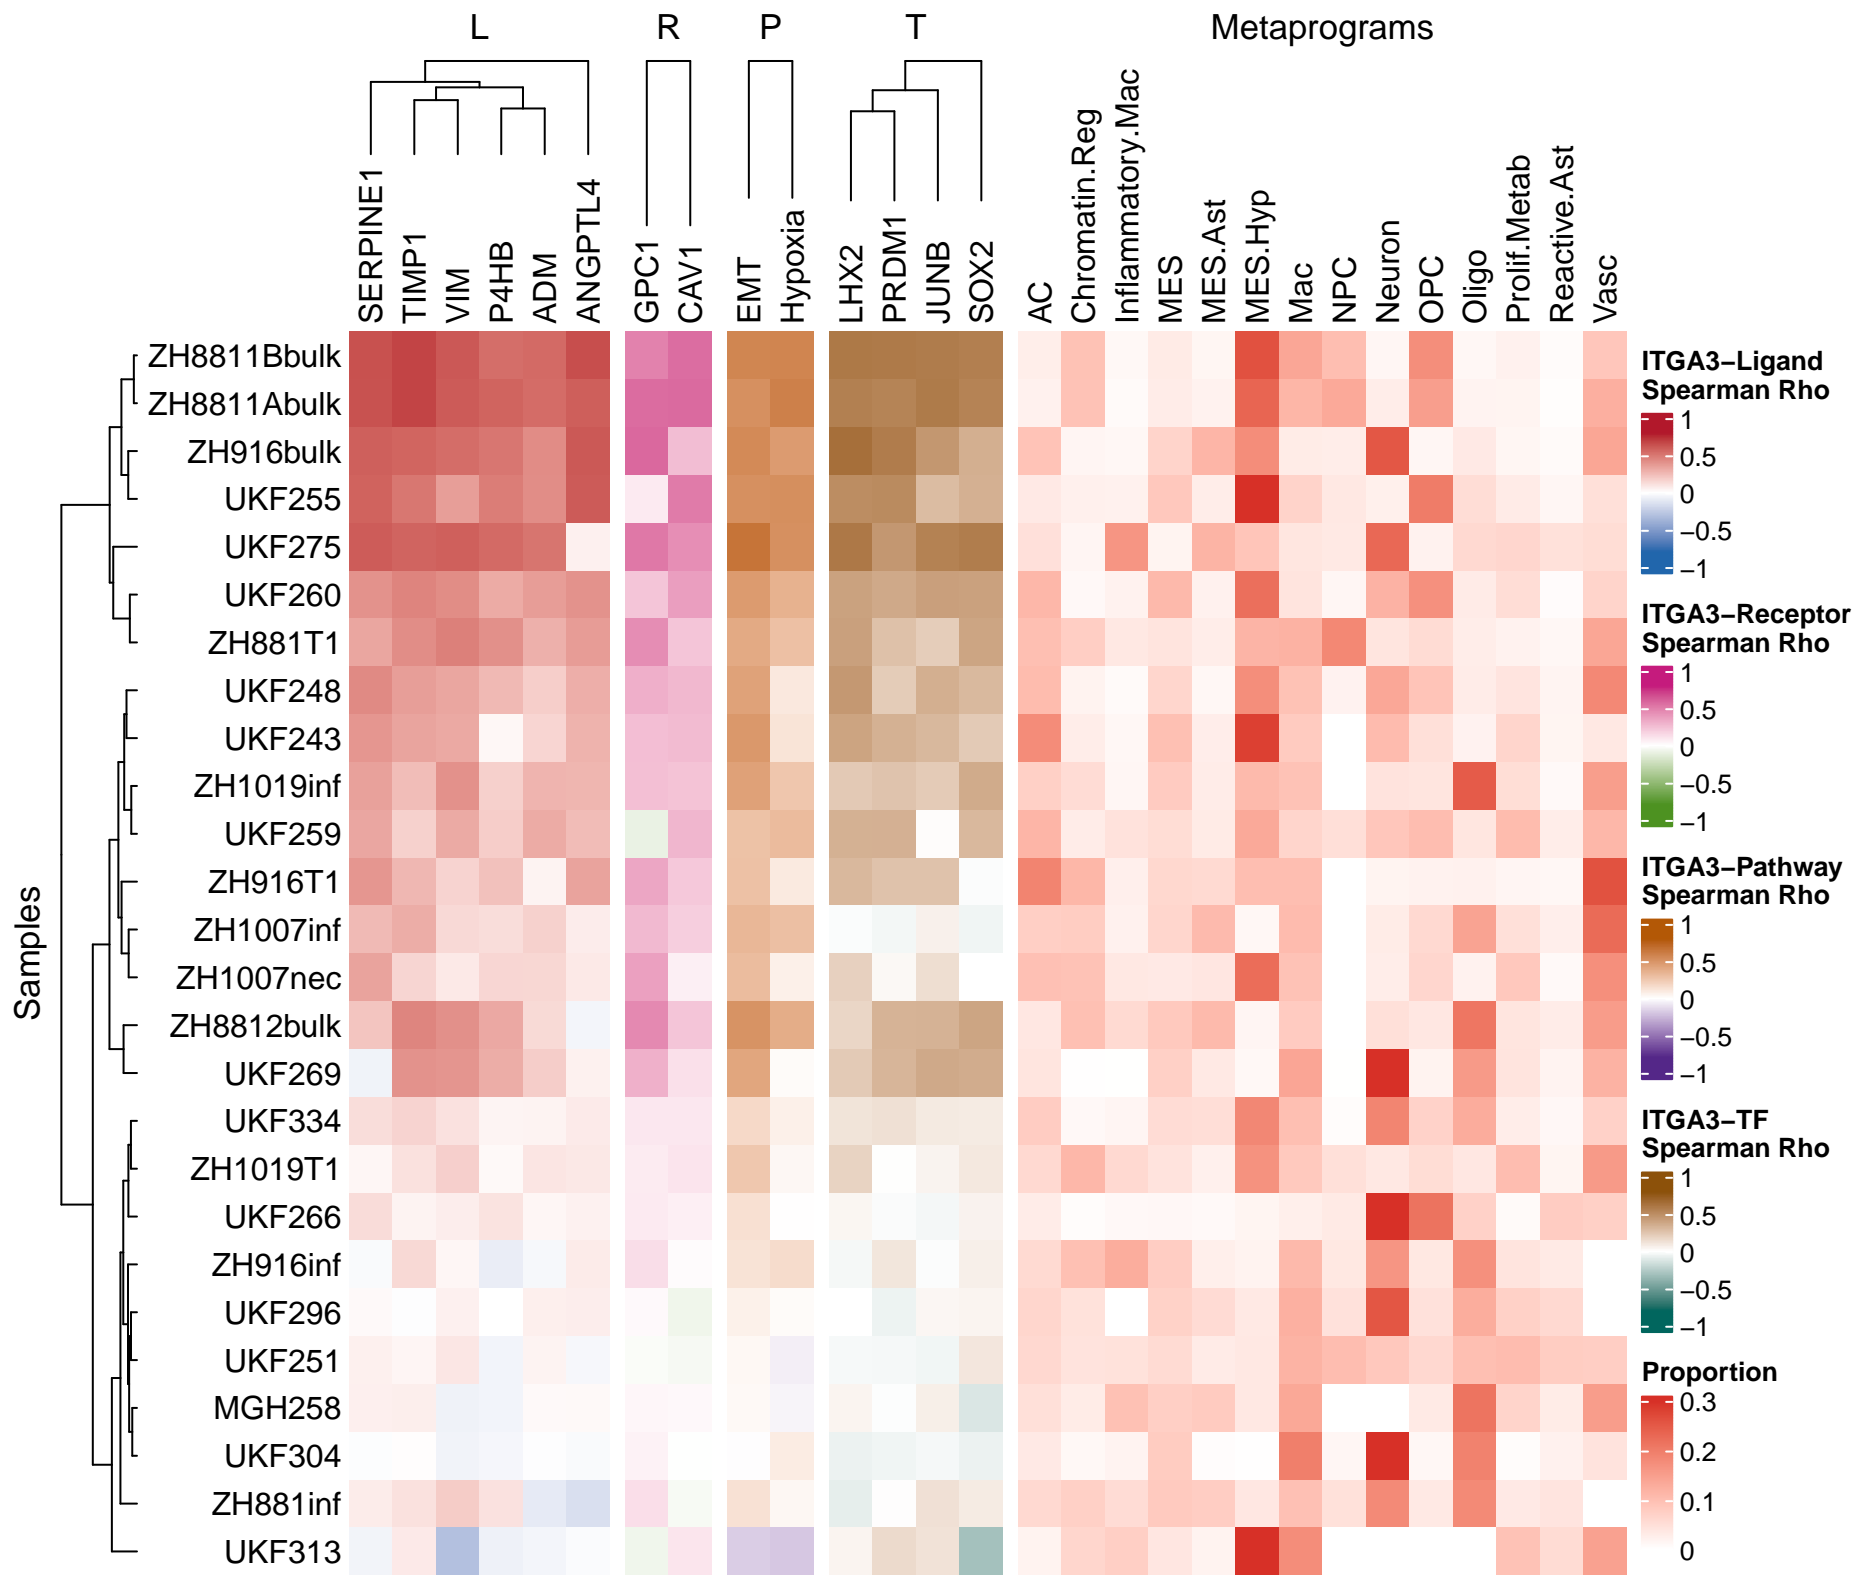 L R P T Metaprograms
SERPINE1 TIMP1 VIM P4HB ADM ANGPTL4 GPC1 CAV1 EMT Hypoxia LHX2 PRDM1 JUNB SOX2 AC Chromatin.Reg Inflammatory.Mac MES MES.Ast MES.Hyp Mac NPC Neuron OPC Oligo Prolif.Metab Reactive.Ast Vasc
Samples
ZH8811Bbulk
ZH8811Abulk
ZH916bulk
UKF255
UKF275
UKF260
ZH881T1
UKF248
UKF243
ZH1019inf
UKF259
ZH916T1
ZH1007inf
ZH1007nec
ZH8812bulk
UKF269
UKF334
ZH1019T1
UKF266
ZH916inf
UKF296
UKF251
MGH258
UKF304
ZH881inf
UKF313
ITGA3−Ligand
Spearman Rho
1
0.5
0
−0.5
−1
ITGA3−Receptor
Spearman Rho
1
0.5
0
−0.5
−1
ITGA3−Pathway
Spearman Rho
1
0.5
0
−0.5
−1
ITGA3−TF
Spearman Rho
1
0.5
0
−0.5
−1
Proportion
0.3
0.2
0.1
0